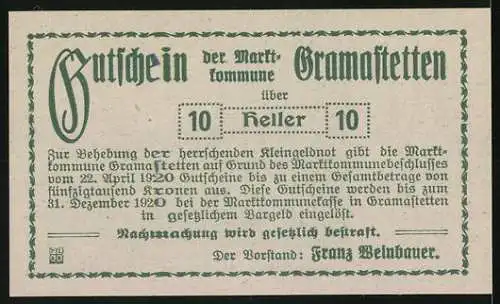 Gutschein der Markt-
kommune Gramastetten
über
10 Heller 10
Zur Behebung der herrschenden Kleingeldnot gibt die Markt-
kommune Gramastetten auf Grund des Marktkommunebeschlusses
vom 22. April 1920 Gutscheine bis zu einem Gesamtbetrage von
fünfzigtausend Kronen aus. Diese Gutscheine werden bis zum
31. Dezember 1920 bei der Marktkommunekasse in Gramastetten
in gesetzlichem Bargeld eingelöst.
Nachmachung wird gesetzlich bestraft.
Der Vorstand: Franz Weinbauer.